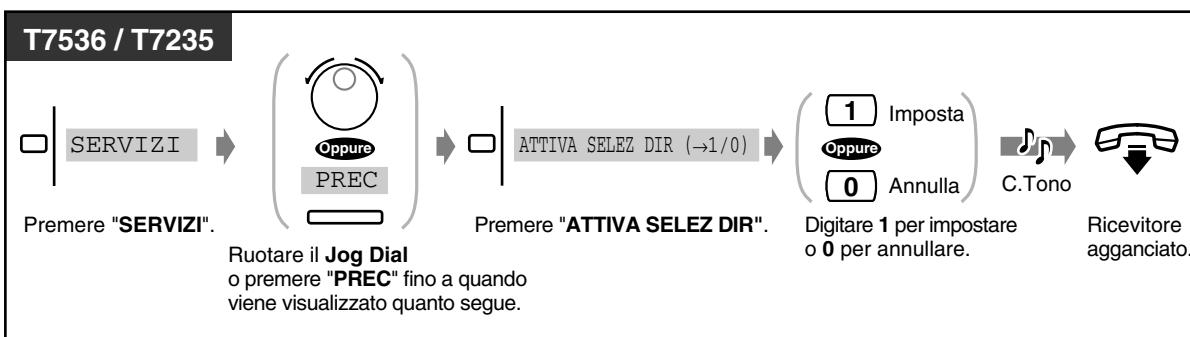 T7536 / T7235
SERVIZI
Oppure
PREC
ATTIVA SELEZ DIR (→1/0)
1 Imposta
Oppure
0 Annulla
C.Tono
Premere "SERVIZI".
Ruotare il Jog Dial
o premere "PREC" fino a quando
viene visualizzato quanto segue.
Premere "ATTIVA SELEZ DIR".
Digitare 1 per impostare
o 0 per annullare.
Ricevitore
agganciato.